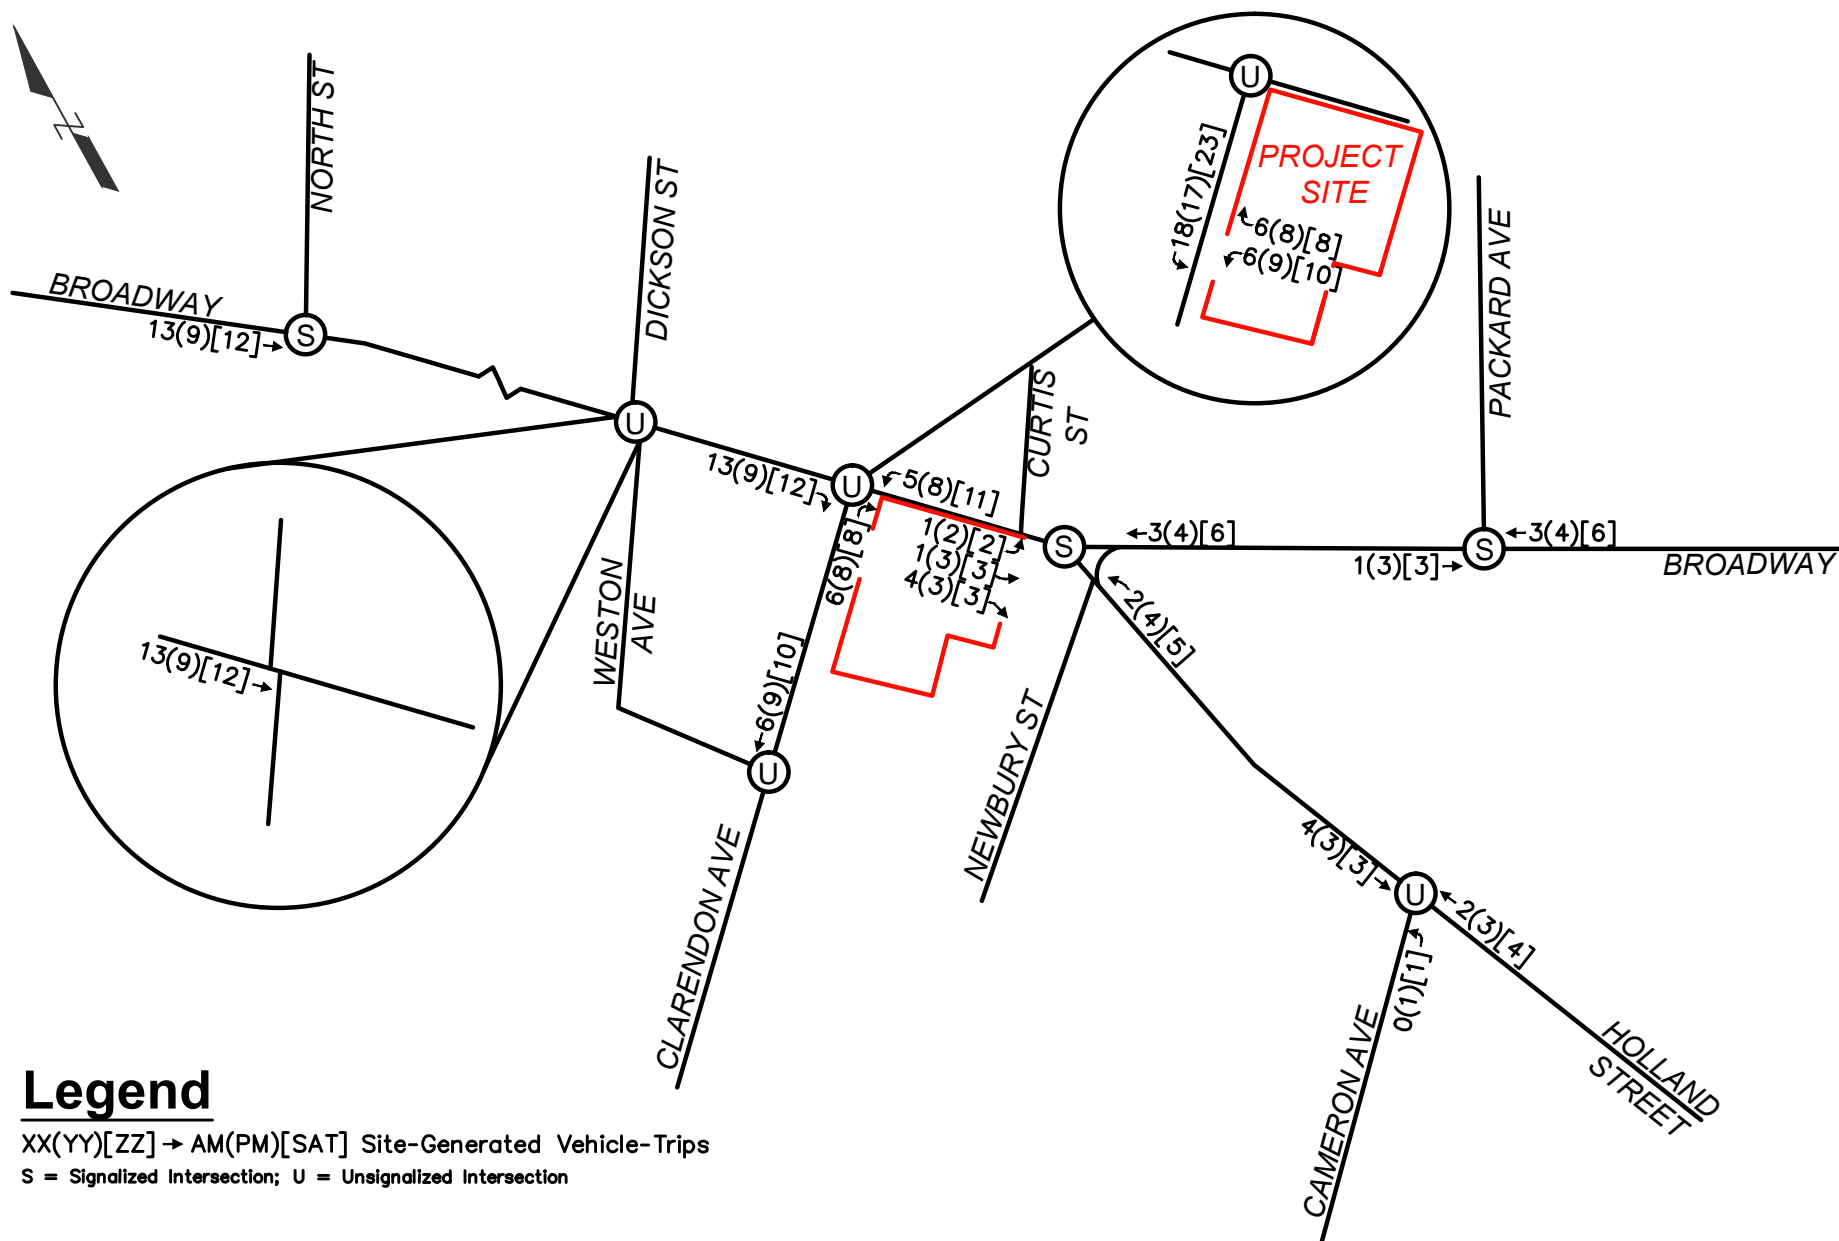 NORTH ST
BROADWAY
13(9)[12]
S
Z
DICKSON ST
U
U
18(17)[23]
PROJECT
SITE
6(8)[8]
6(9)[10]
PACKARD AVE
13(9)[12]
U
5(8)[11]
CURTIS
ST
1(2)[2]
1(3)[3]
4(3)[3]
6(8)[8]
S
3(4)[6]
1(3)[3]
S
3(4)[6]
BROADWAY
13(9)[12]
WESTON
AVE
6(9)[10]
U
2(4)[5]
NEWBURY ST
CLARENDON AVE
4(3)[3]
U
2(3)[4]
0(1)[1]
CAMERON AVE
HOLLAND
STREET
Legend
XX(YY)[ZZ] → AM(PM)[SAT] Site-Generated Vehicle-Trips
S = Signalized Intersection; U = Unsignalized Intersection